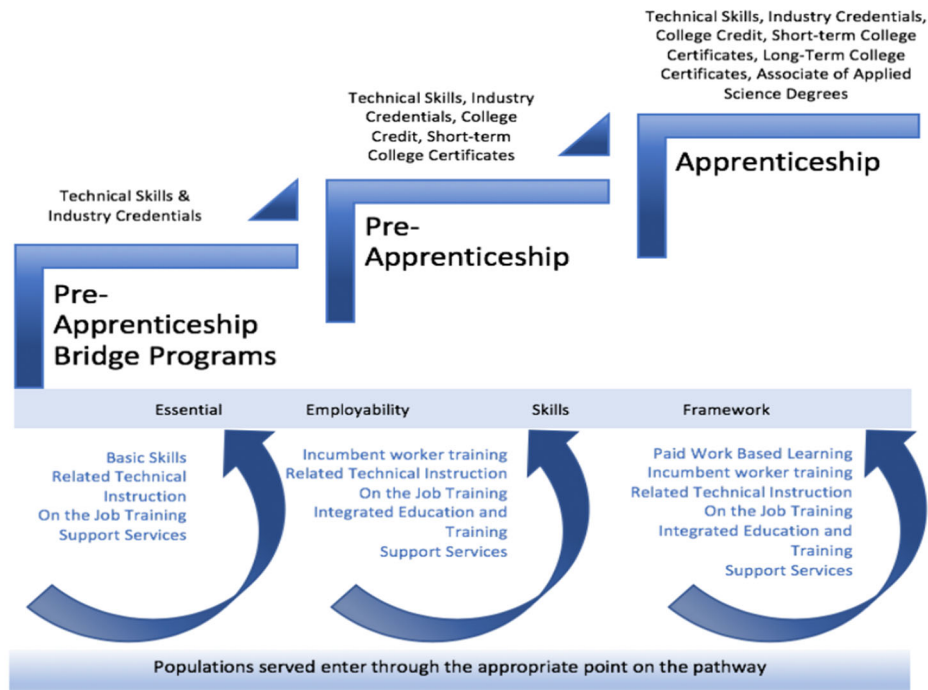 Technical Skills, Industry Credentials,
College Credit, Short-term College
Certificates, Long-Term College
Certificates, Associate of Applied
Science Degrees
Apprenticeship
Technical Skills, Industry
Credentials, College
Credit, Short-term
College Certificates
Pre-
Apprenticeship
Technical Skills &
Industry Credentials
Pre-
Apprenticeship
Bridge Programs
Essential Employability Skills Framework
Basic Skills
Related Technical
Instruction
On the Job Training
Support Services
Incumbent worker training
Related Technical Instruction
On the Job Training
Integrated Education and
Training
Support Services
Paid Work Based Learning
Incumbent worker training
Related Technical Instruction
On the Job Training
Integrated Education and
Training
Support Services
Populations served enter through the appropriate point on the pathway